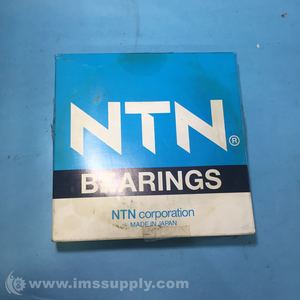 NTN®
BEARINGS
NTN corporation
MADE IN JAPAN
© www.imssupply.com